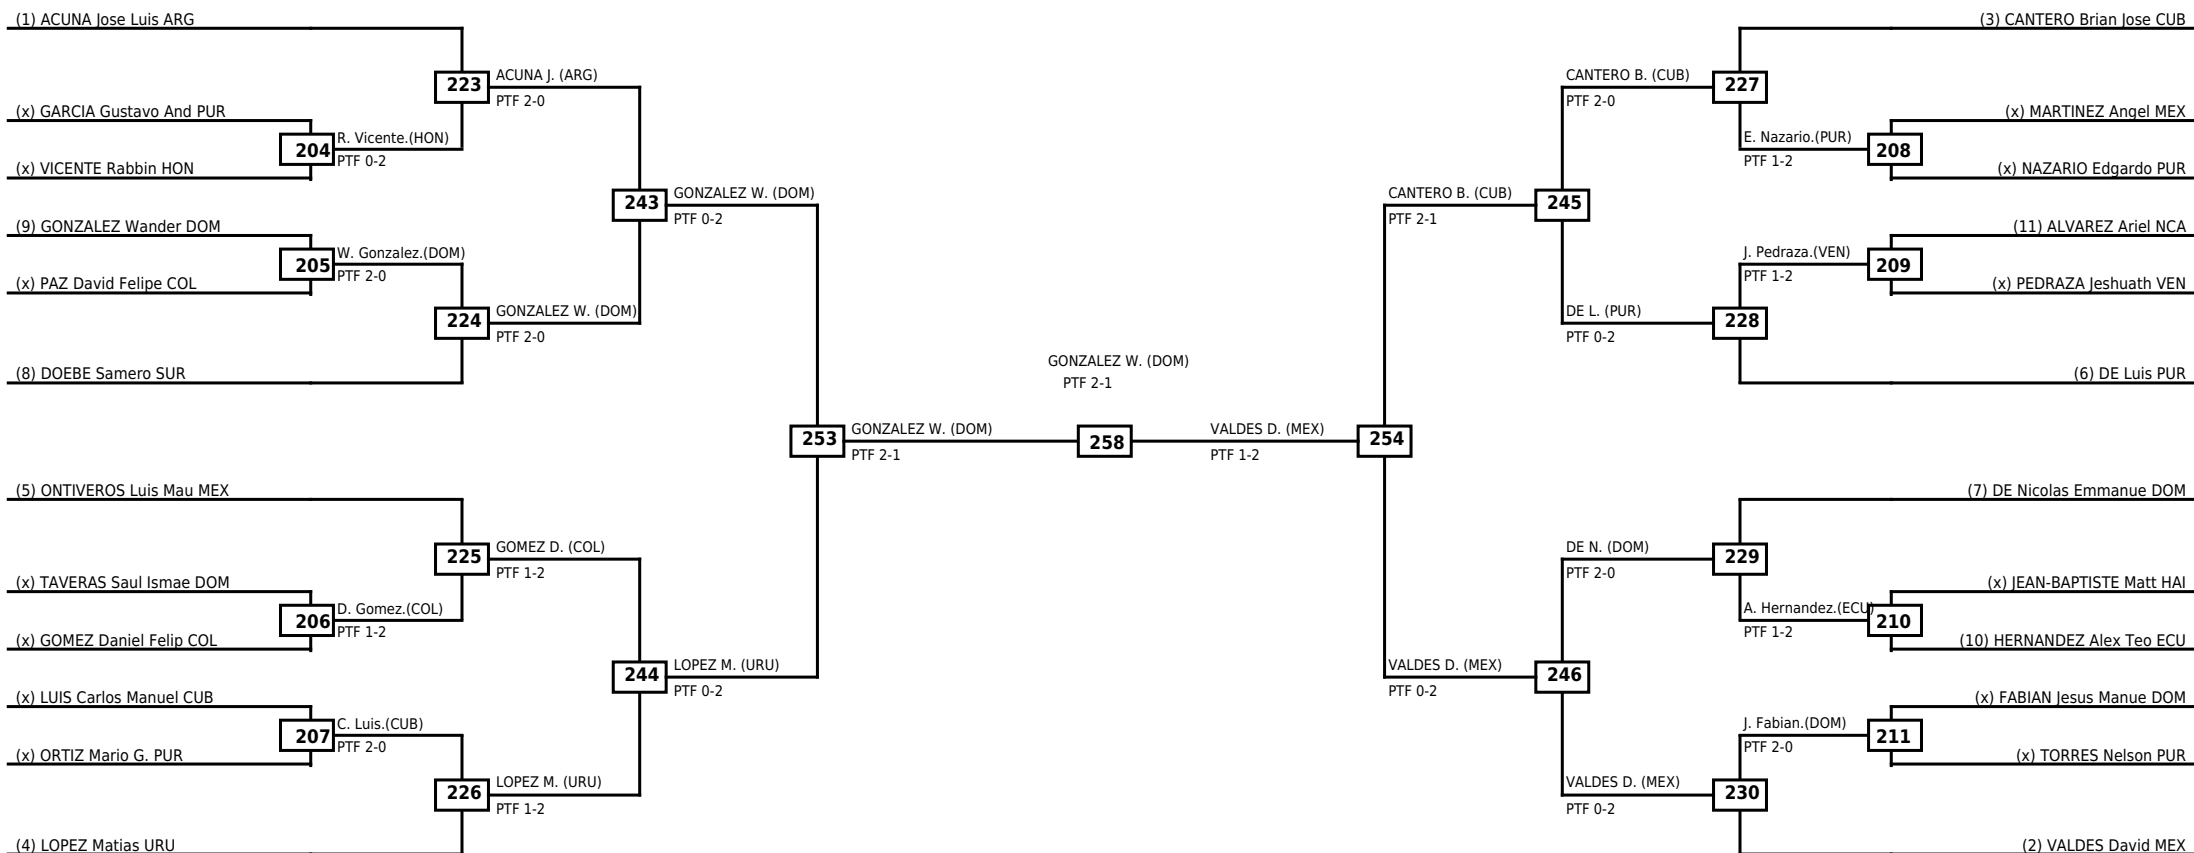 (1) ACUNA Jose Luis ARG
(x) GARCIA Gustavo And PUR
(x) VICENTE Rabbin HON
(9) GONZALEZ Wander DOM
(x) PAZ David Felipe COL
(8) DOEBE Samero SUR
(5) ONTIVEROS Luis Mau MEX
(x) TAVERAS Saul Ismae DOM
(x) GOMEZ Daniel Felip COL
(x) LUIS Carlos Manuel CUB
(x) ORTIZ Mario G. PUR
(4) LOPEZ Matias URU
204
R. Vicente.(HON)
PTF 0-2
205
W. Gonzalez.(DOM)
PTF 2-0
206
D. Gomez.(COL)
PTF 1-2
207
C. Luis.(CUB)
PTF 2-0
223
ACUNA J. (ARG)
PTF 2-0
224
GONZALEZ W. (DOM)
PTF 2-0
225
GOMEZ D. (COL)
PTF 1-2
226
LOPEZ M. (URU)
PTF 1-2
243
GONZALEZ W. (DOM)
PTF 0-2
244
LOPEZ M. (URU)
PTF 0-2
253
GONZALEZ W. (DOM)
PTF 2-1
GONZALEZ W. (DOM)
PTF 2-1
258
VALDES D. (MEX)
PTF 1-2
254
CANTERO B. (CUB)
PTF 2-1
245
VALDES D. (MEX)
PTF 0-2
246
CANTERO B. (CUB)
PTF 2-0
227
DE L. (PUR)
PTF 0-2
228
DE N. (DOM)
PTF 2-0
229
VALDES D. (MEX)
PTF 0-2
230
E. Nazario.(PUR)
PTF 1-2
208
J. Pedraza.(VEN)
PTF 1-2
209
A. Hernandez.(ECU)
PTF 1-2
210
J. Fabian.(DOM)
PTF 2-0
211
(3) CANTERO Brian Jose CUB
(x) MARTINEZ Angel MEX
(x) NAZARIO Edgardo PUR
(11) ALVAREZ Ariel NCA
(x) PEDRAZA Jeshuath VEN
(6) DE Luis PUR
(7) DE Nicolas Emmanue DOM
(x) JEAN-BAPTISTE Matt HAI
(10) HERNANDEZ Alex Teo ECU
(x) FABIAN Jesus Manue DOM
(x) TORRES Nelson PUR
(2) VALDES David MEX